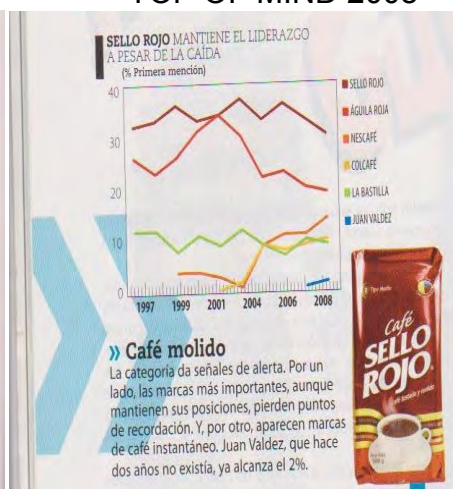 TOP OF MIND 2008
SELLO ROJO MANTIENE EL LIDERAZGO
A PESAR DE LA CAÍDA
(% Primera mención)
40
30
20
10
0
1997 1999 2001 2004 2006 2008
SELLO ROJO
ÁGUILA ROJA
NESCAFÉ
COLCAFÉ
LA BASTILLA
JUAN VALDEZ
» Café molido
La categoría da señales de alerta. Por un
lado, las marcas más importantes, aunque
mantienen sus posiciones, pierden puntos
de recordación. Y, por otro, aparecen marcas
de café instantáneo. Juan Valdez, que hace
dos años no existía, ya alcanza el 2%.
Café
SELLO
ROJO